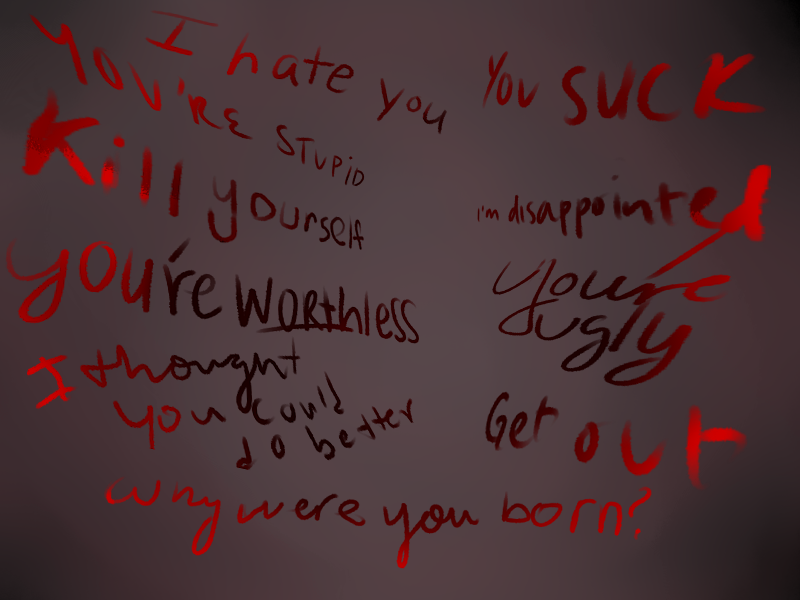 I hate you
You're stupid
You suck
Kill yourself
I'm disappointed
you're worthless
you're
ugly
I thought
you could
do better
Get out
why were you born?